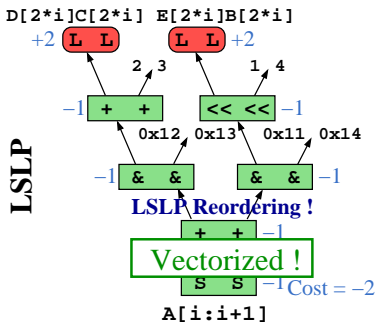 D[2*i]C[2*i] E[2*i]B[2*i]
+2 L L L L +2
2 3 1 4
−1 + + << << −1
0x12 0x13 0x11 0x14
−1 & & & & −1
LSLP
LSLP Reordering !
+ + −1
Vectorized !
S S −1 Cost = −2
A[i:i+1]